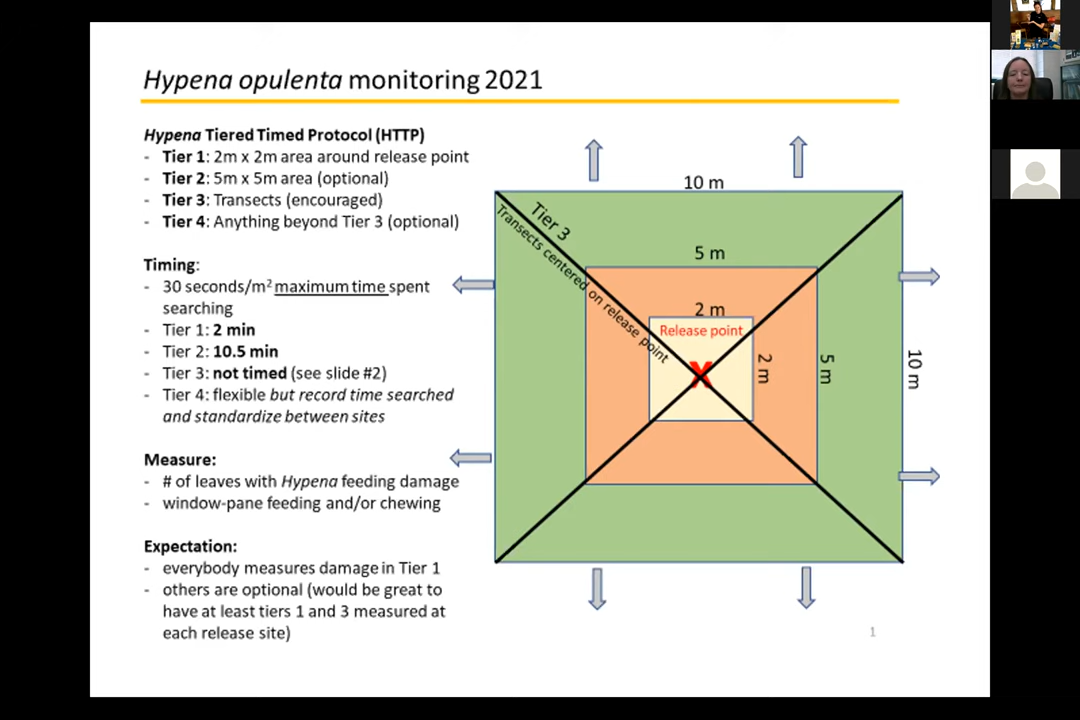 Hypena opulenta monitoring 2021
Hypena Tiered Timed Protocol (HTTP)
- Tier 1: 2m x 2m area around release point
- Tier 2: 5m x 5m area (optional)
- Tier 3: Transects (encouraged)
- Tier 4: Anything beyond Tier 3 (optional)
Timing:
- 30 seconds/m² maximum time spent
searching)
- Tier 1: 2 min
- Tier 2: 10.5 min
- Tier 3: not timed (see slide #2)
- Tier 4: flexible but record time searched
and standardize between sites
Measure:
- # of leaves with Hypena feeding damage
- window-pane feeding and/or chewing
Expectation:
- everybody measures damage in Tier 1
- others are optional (would be great to
have at least tiers 1 and 3 measured at
each release site)
10 m
Tier 3
Transects centered on release point
5 m
2 m
Release point
X
2 m
5 m
10 m
1